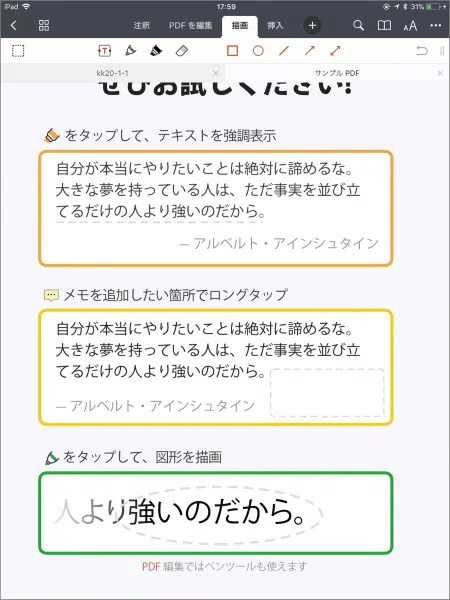 iPad 17:59 31%
注釈 PDF を編集 描画 挿入 +
T
AA
kk20-1-1 × サンプル PDF ×
ぜひお試しください!
をタップして、テキストを強調表示
自分が本当にやりたいことは絶対に諦めるな。
大きな夢を持っている人は、ただ事実を並び立
てるだけの人より強いのだから。
— アルベルト・アインシュタイン
メモを追加したい箇所でロングタップ
自分が本当にやりたいことは絶対に諦めるな。
大きな夢を持っている人は、ただ事実を並び立
てるだけの人より強いのだから。
— アルベルト・アインシュタイン
をタップして、図形を描画
人より強いのだから。
PDF 編集ではペンツールも使えます